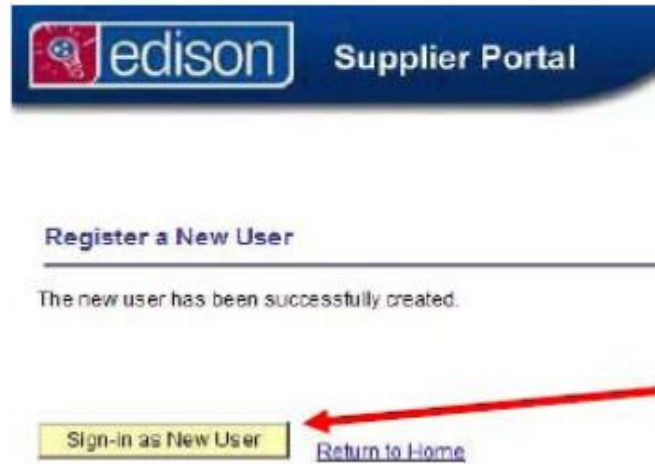 edison Supplier Portal
Register a New User
The new user has been successfully created.
Sign-in as New User Return to Home